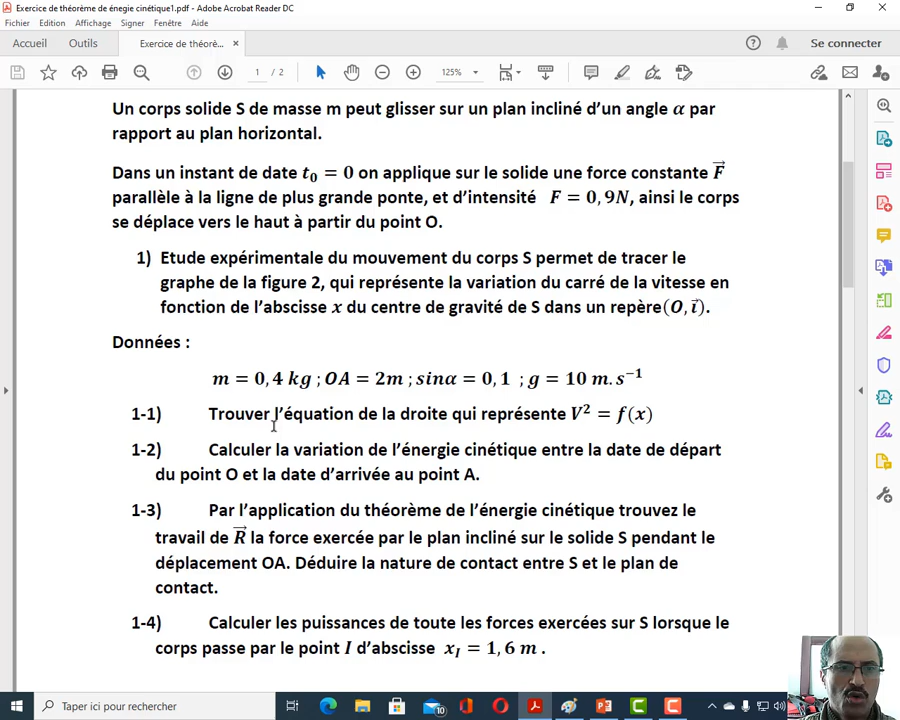 Exercice de théorème de énegie cinétique1.pdf - Adobe Acrobat Reader DC
Fichier Edition Affichage Signer Fenêtre Aide
Accueil Outils Exercice de théorè... × Se connecter
1 / 2 125%
Un corps solide S de masse m peut glisser sur un plan incliné d'un angle α par
rapport au plan horizontal.
Dans un instant de date t₀ = 0 on applique sur le solide une force constante F⃗
parallèle à la ligne de plus grande ponte, et d'intensité F = 0,9N, ainsi le corps
se déplace vers le haut à partir du point O.
1) Etude expérimentale du mouvement du corps S permet de tracer le
graphe de la figure 2, qui représente la variation du carré de la vitesse en
fonction de l'abscisse x du centre de gravité de S dans un repère(O, i⃗).
Données :
m = 0,4 kg ; OA = 2m ; sinα = 0,1 ; g = 10 m.s⁻¹
1-1) Trouver l'équation de la droite qui représente V² = f(x)
1-2) Calculer la variation de l'énergie cinétique entre la date de départ
du point O et la date d'arrivée au point A.
1-3) Par l'application du théorème de l'énergie cinétique trouvez le
travail de R⃗ la force exercée par le plan incliné sur le solide S pendant le
déplacement OA. Déduire la nature de contact entre S et le plan de
contact.
1-4) Calculer les puissances de toute les forces exercées sur S lorsque le
corps passe par le point I d'abscisse x_I = 1,6 m .
Taper ici pour rechercher 10